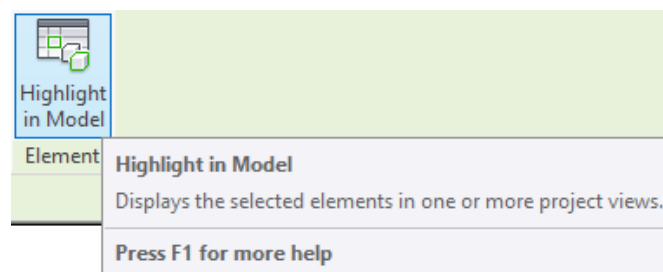 Highlight
in Model
Element
Highlight in Model
Displays the selected elements in one or more project views.
Press F1 for more help